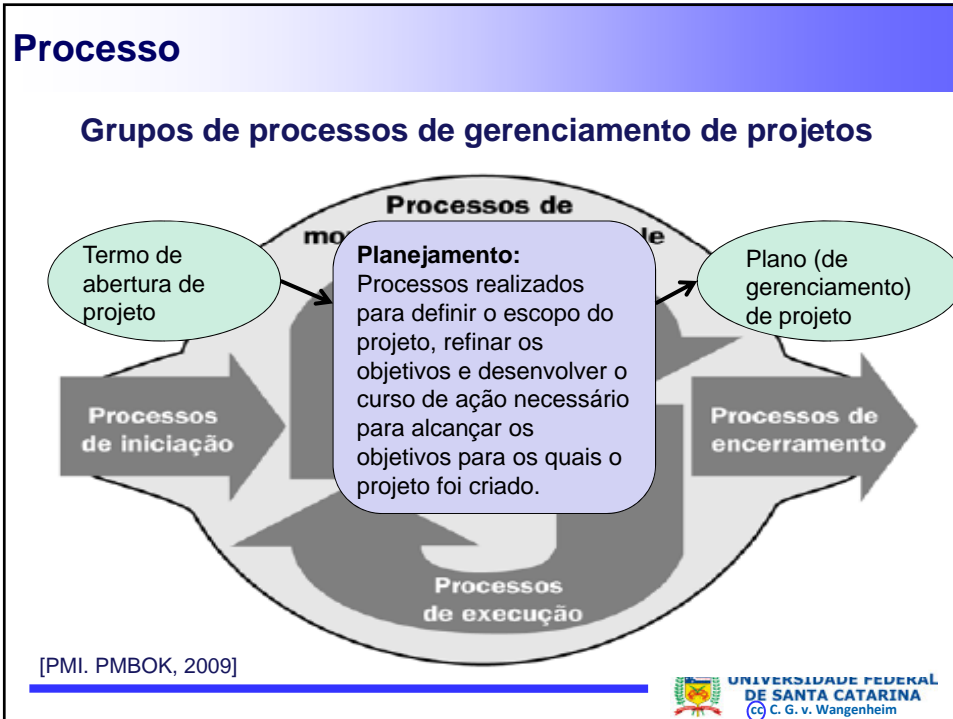 Processo
Grupos de processos de gerenciamento de projetos
Processos de
Termo de
abertura de
projeto
Planejamento:
Processos realizados
para definir o escopo do
projeto, refinar os
objetivos e desenvolver o
curso de ação necessário
para alcançar os
objetivos para os quais o
projeto foi criado.
Plano (de
gerenciamento)
de projeto
Processos
de iniciação
Processos de
encerramento
Processos
de execução
[PMI. PMBOK, 2009]
UNIVERSIDADE FEDERAL
DE SANTA CATARINA
cc C. G. v. Wangenheim